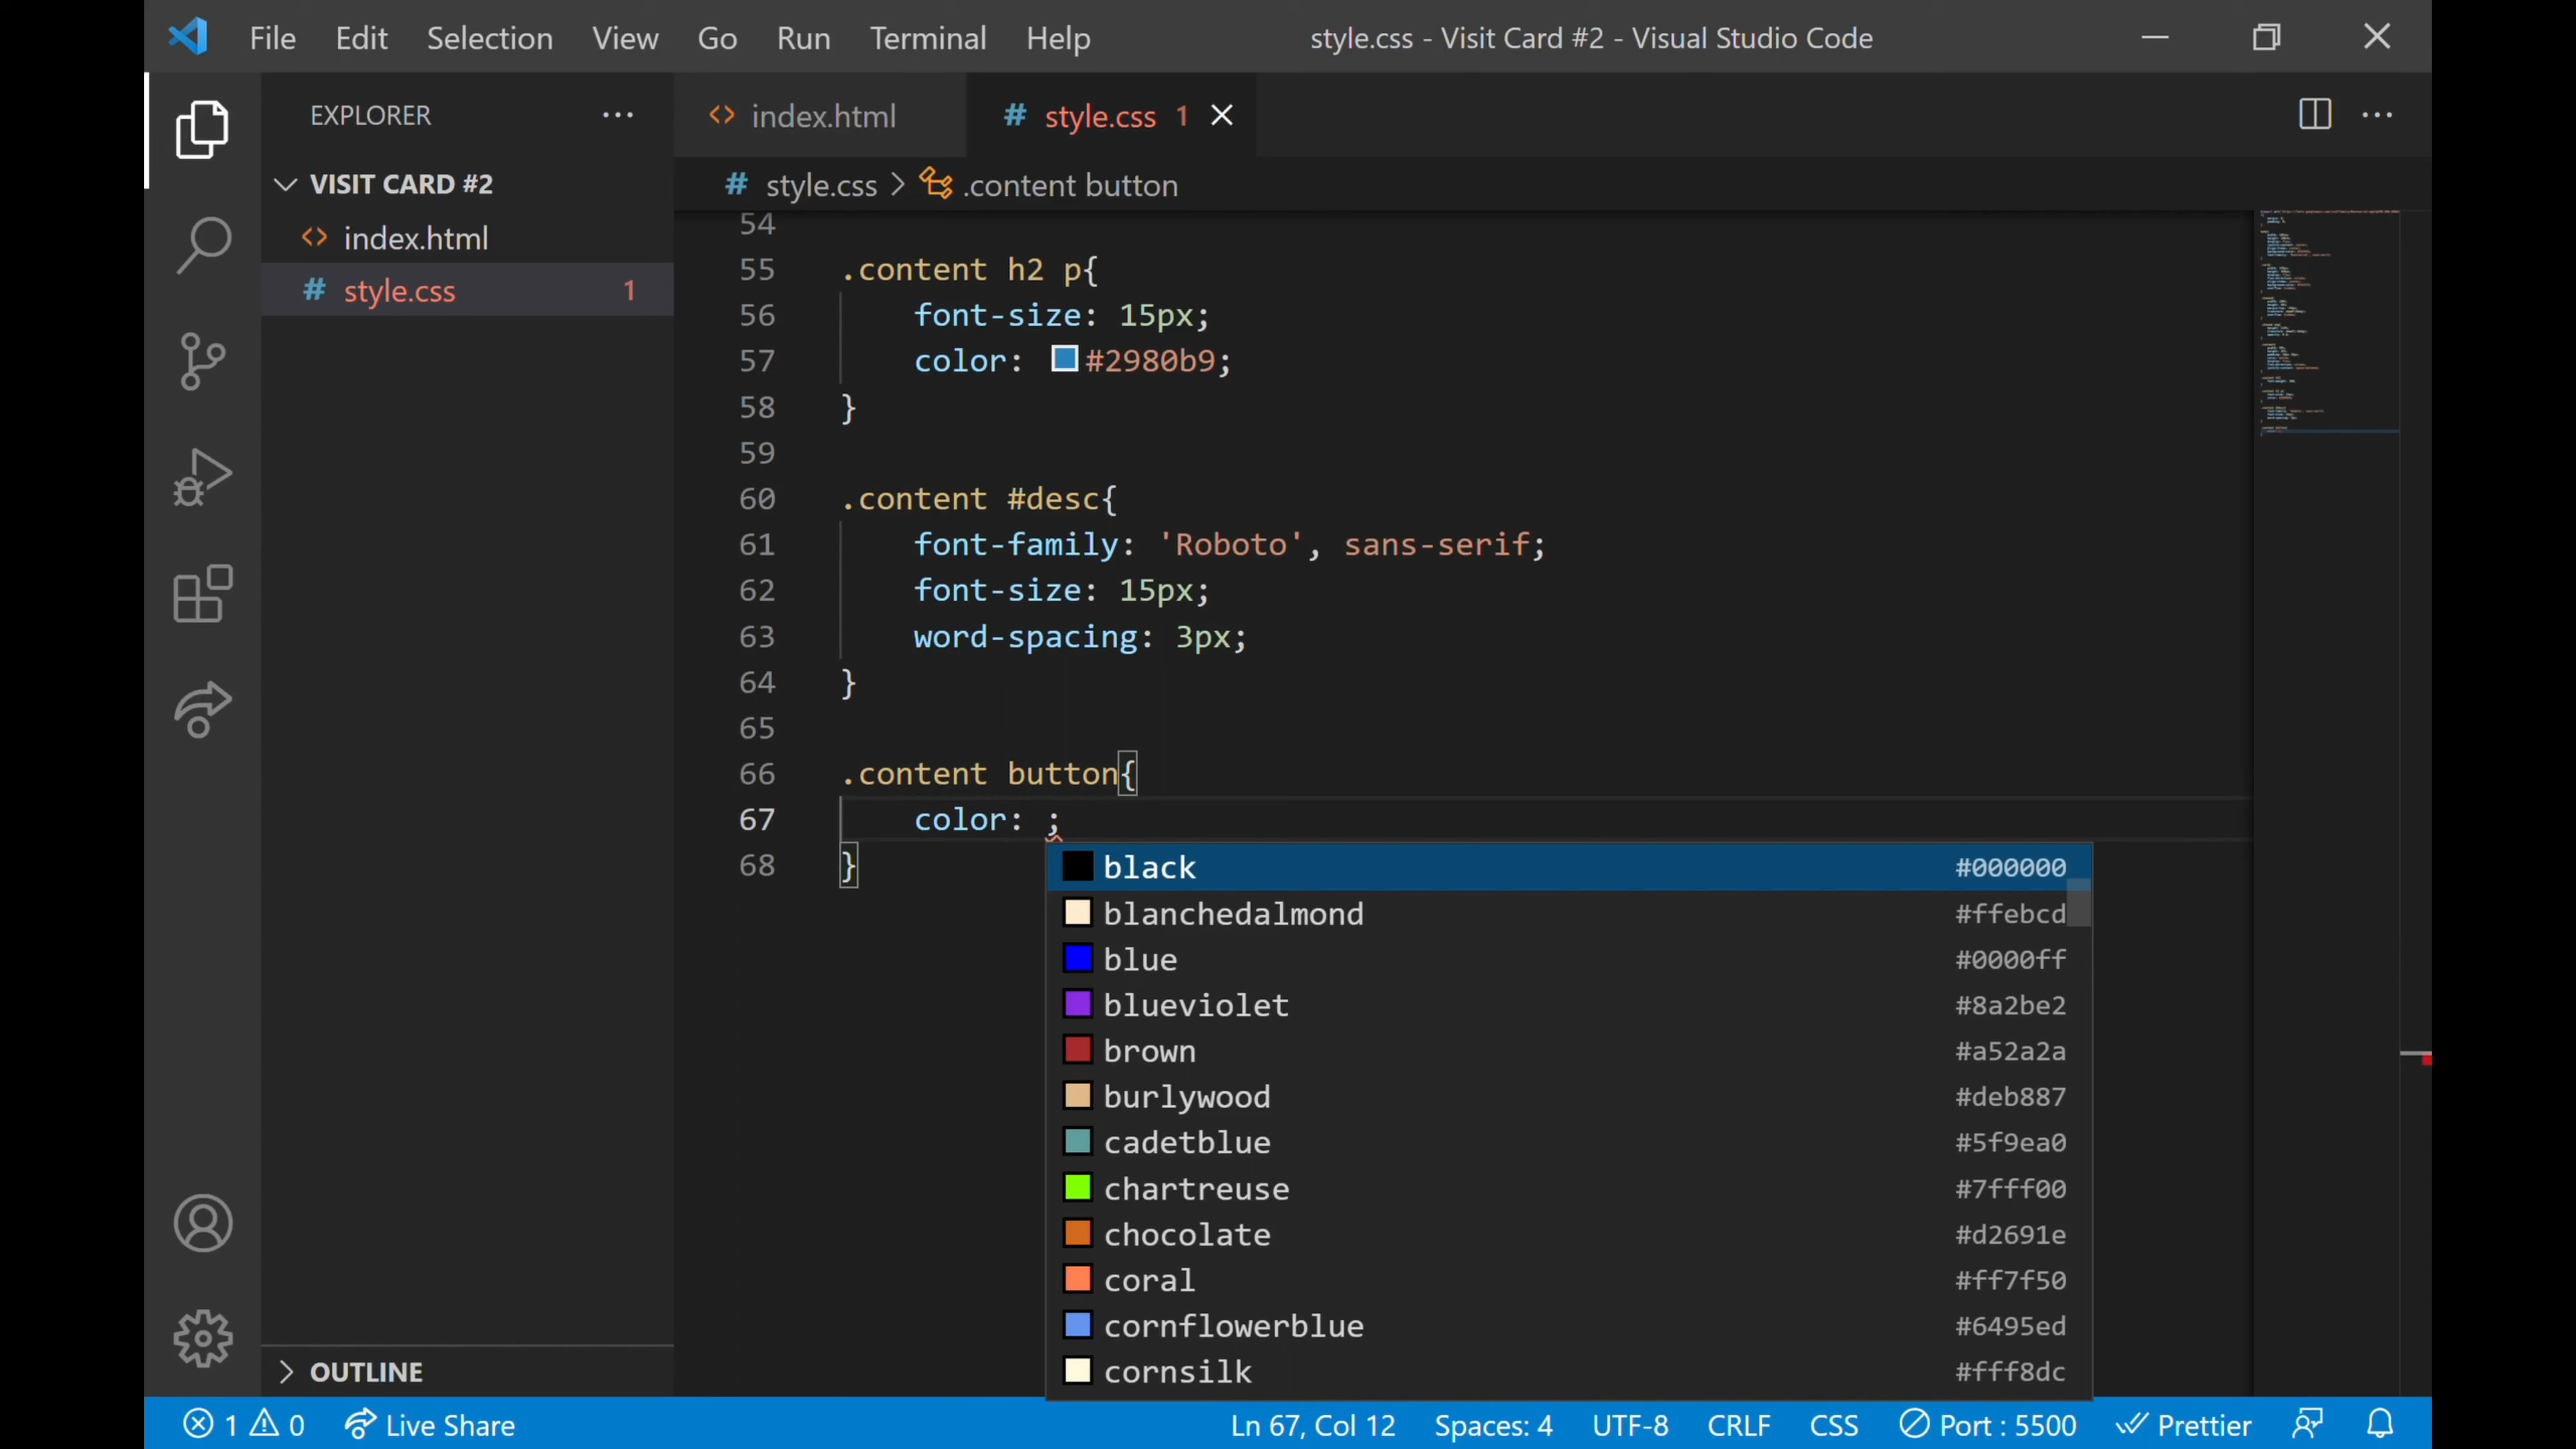 File Edit Selection View Go Run Terminal Help style.css - Visit Card #2 - Visual Studio Code
EXPLORER
VISIT CARD #2
index.html
style.css 1
OUTLINE
index.html # style.css 1
# style.css > .content button
54
55 .content h2 p{
56 font-size: 15px;
57 color: #2980b9;
58 }
59
60 .content #desc{
61 font-family: 'Roboto', sans-serif;
62 font-size: 15px;
63 word-spacing: 3px;
64 }
65
66 .content button{
67 color: ;
68 }
black #000000
blanchedalmond #ffebcd
blue #0000ff
blueviolet #8a2be2
brown #a52a2a
burlywood #deb887
cadetblue #5f9ea0
chartreuse #7fff00
chocolate #d2691e
coral #ff7f50
cornflowerblue #6495ed
cornsilk #fff8dc
1 0 Live Share Ln 67, Col 12 Spaces: 4 UTF-8 CRLF CSS Port : 5500 Prettier